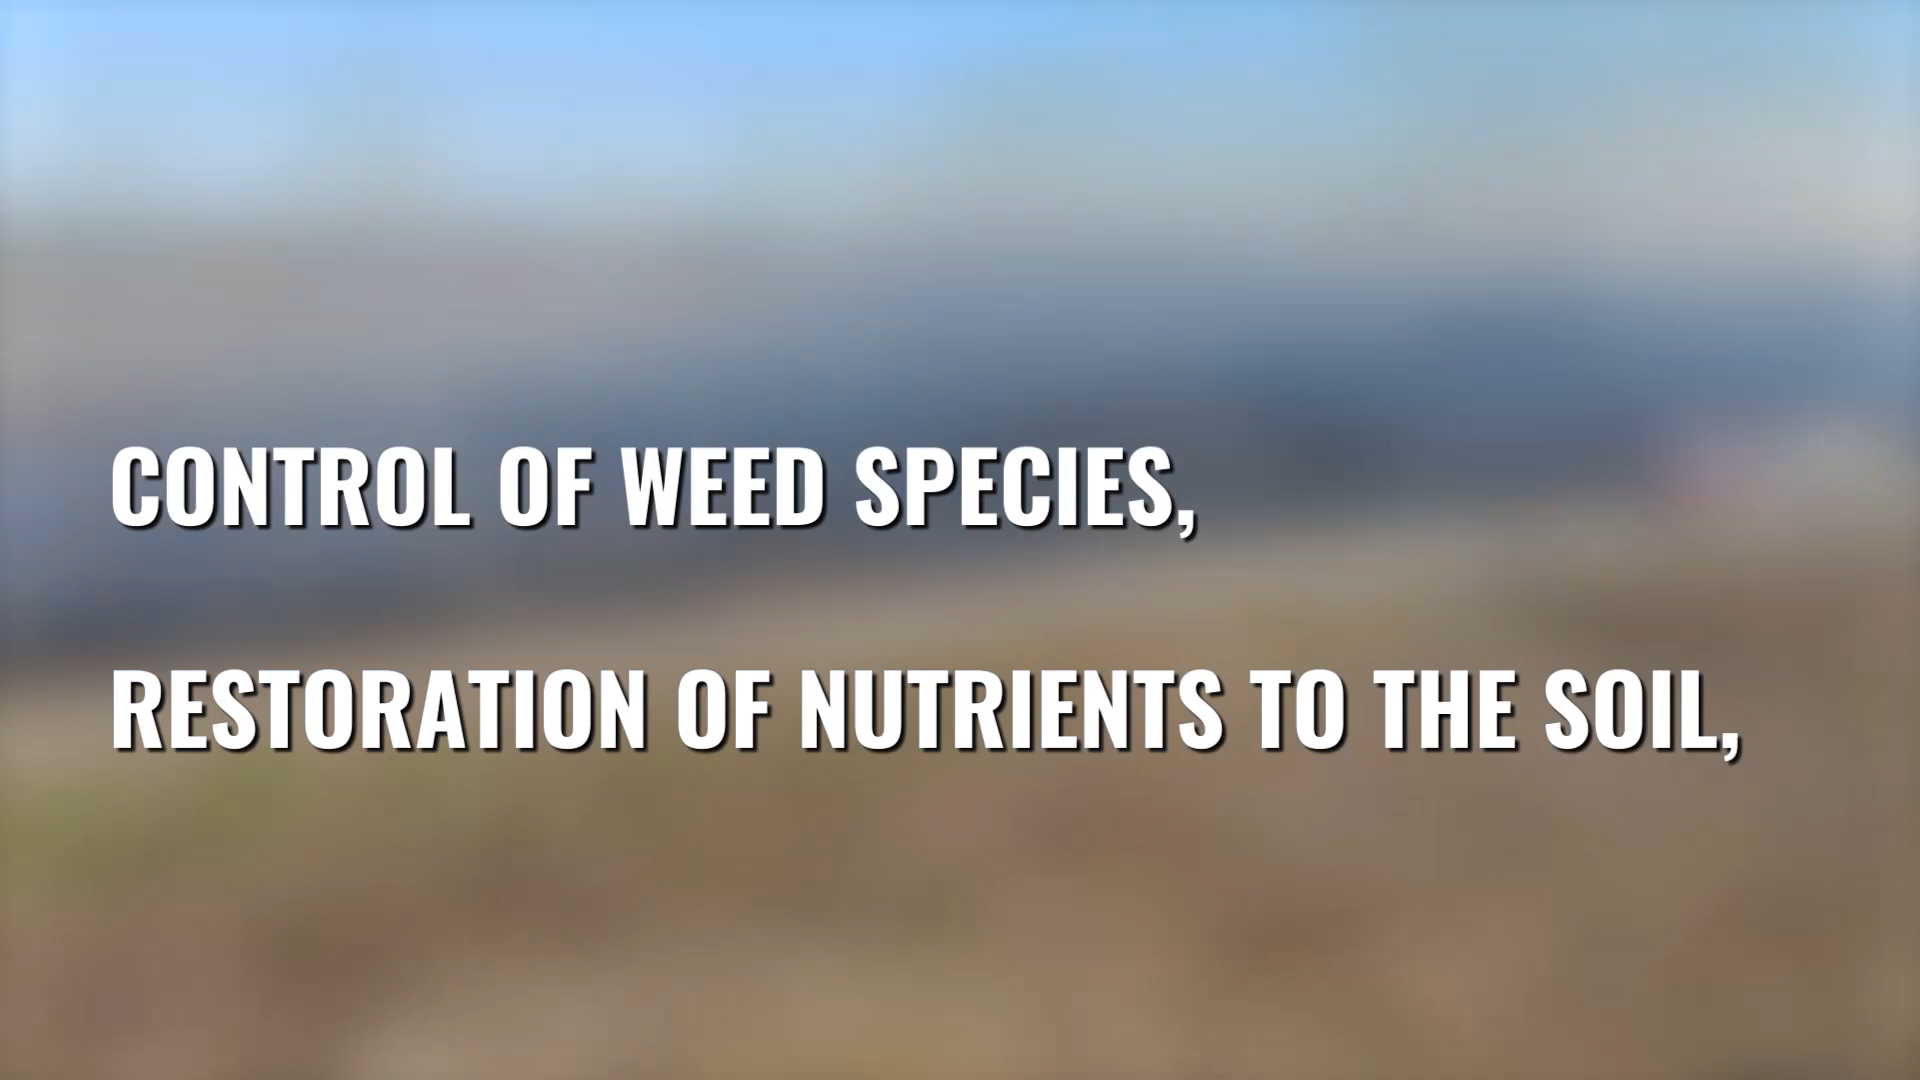 CONTROL OF WEED SPECIES,
RESTORATION OF NUTRIENTS TO THE SOIL,